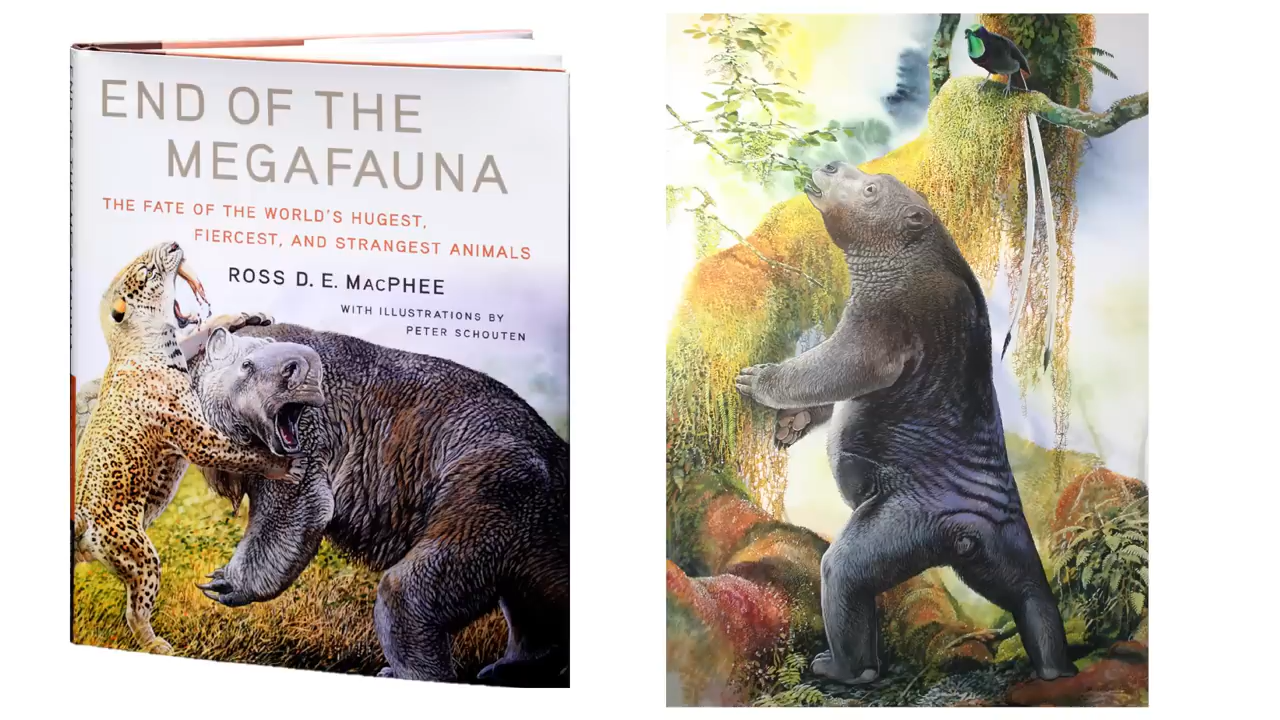 END OF THE
MEGAFAUNA
THE FATE OF THE WORLD'S HUGEST,
FIERCEST, AND STRANGEST ANIMALS
ROSS D. E. MACPHEE
WITH ILLUSTRATIONS BY
PETER SCHOUTEN